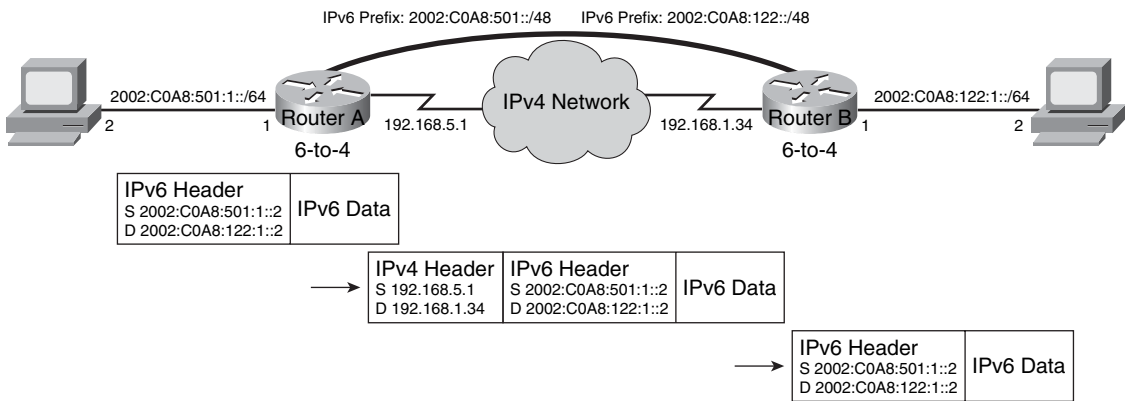 IPv6 Prefix: 2002:C0A8:501::/48 IPv6 Prefix: 2002:C0A8:122::/48
2002:C0A8:501:1::/64
2
1
Router A
6-to-4
192.168.5.1
IPv4 Network
192.168.1.34
Router B
6-to-4
1
2002:C0A8:122:1::/64
2
IPv6 Header
S 2002:C0A8:501:1::2
D 2002:C0A8:122:1::2
IPv6 Data
IPv4 Header
S 192.168.5.1
D 192.168.1.34
IPv6 Header
S 2002:C0A8:501:1::2
D 2002:C0A8:122:1::2
IPv6 Data
IPv6 Header
S 2002:C0A8:501:1::2
D 2002:C0A8:122:1::2
IPv6 Data